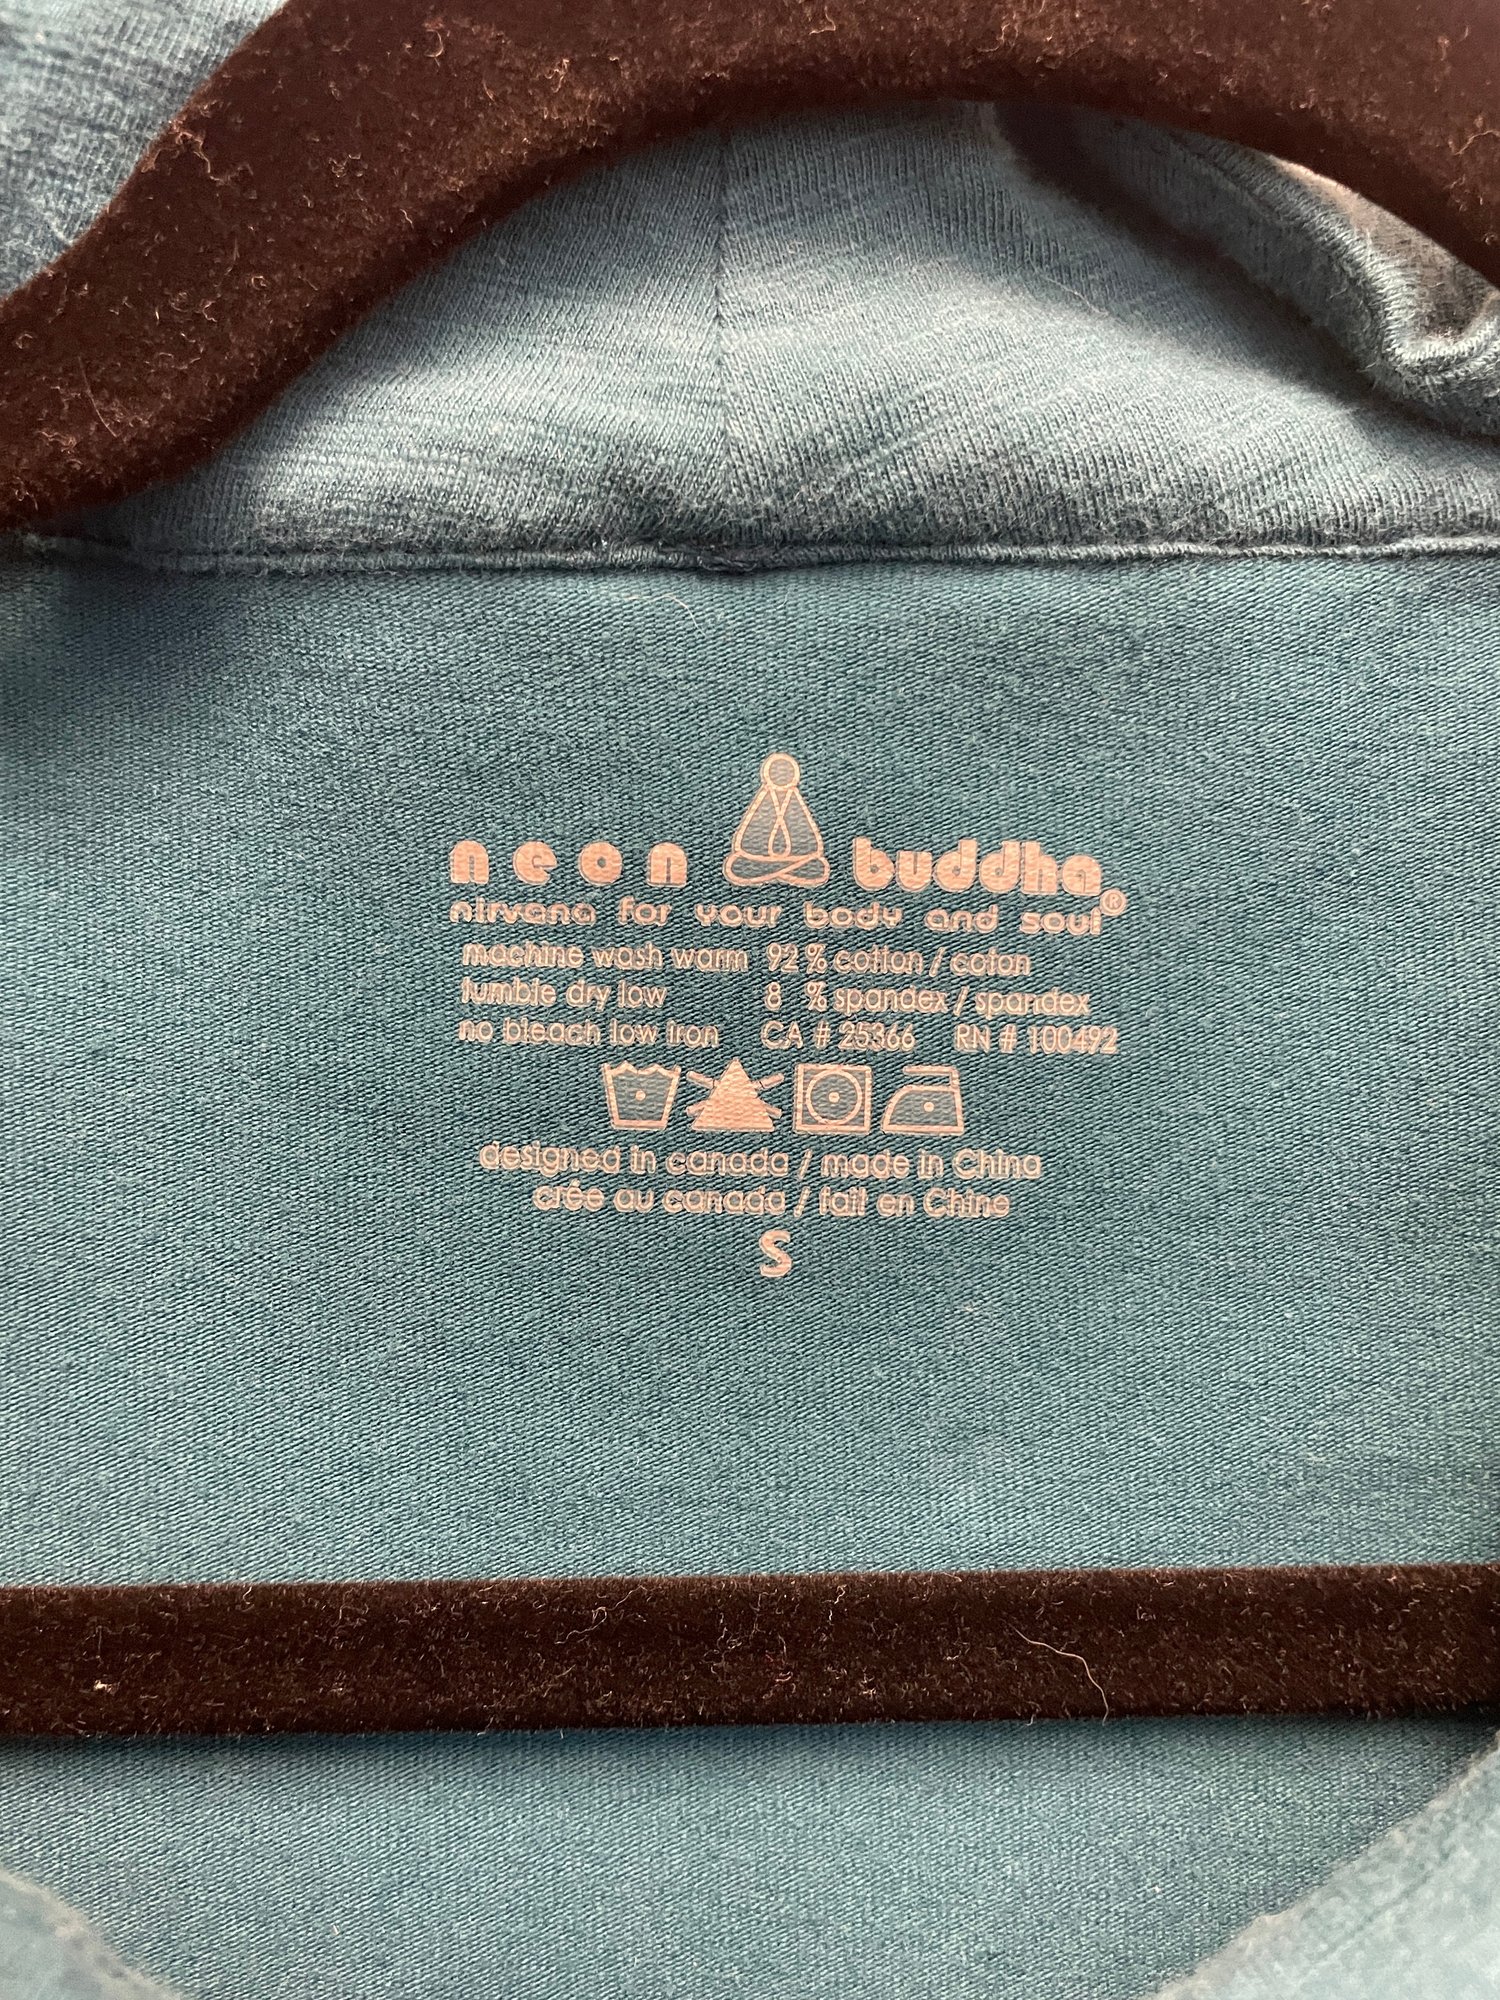 neon buddha®
nirvana for your body and soul
machine wash warm 92 % cotton / coton
tumble dry low 8 % spandex / spandex
no bleach low iron CA # 25366 RN # 100492
designed in canada / made in China
crée au canada / fait en Chine
S